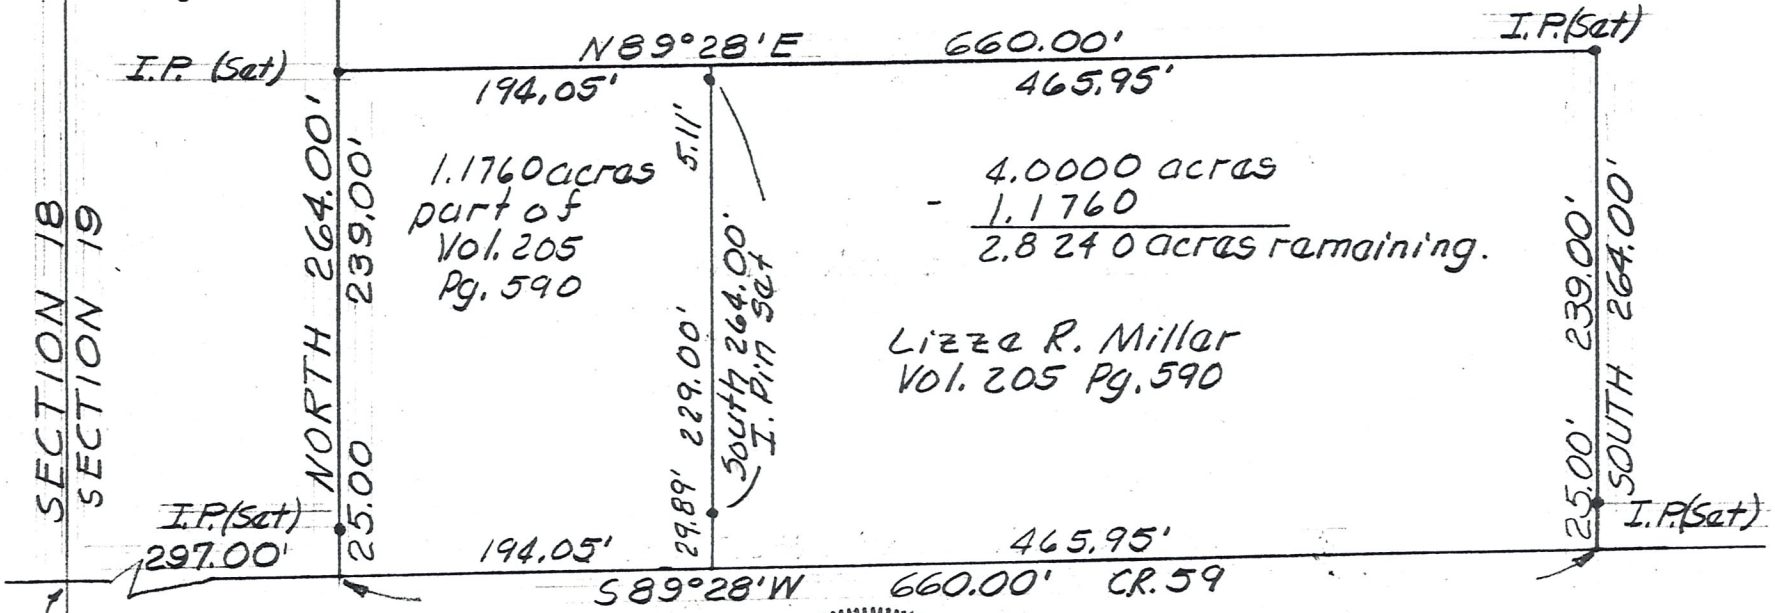 N 89°28' E 660.00'
I.P. (Set)
I.P. (Set)
194.05'
465.95'
SECTION 18
SECTION 19
NORTH 264.00'
239.00'
25.00
1.1760 acres
part of
Vol. 205
Pg. 590
5.11'
229.00'
29.89'
South 264.00'
I. Pin Set
4.0000 acres
- 1.1760
2.8240 acres remaining.
Lizze R. Miller
Vol. 205 Pg. 590
239.00'
25.00'
SOUTH 264.00'
I.P. (Set)
I.P. (Set)
297.00'
194.05'
465.95'
S 89°28' W 660.00' CR. 59